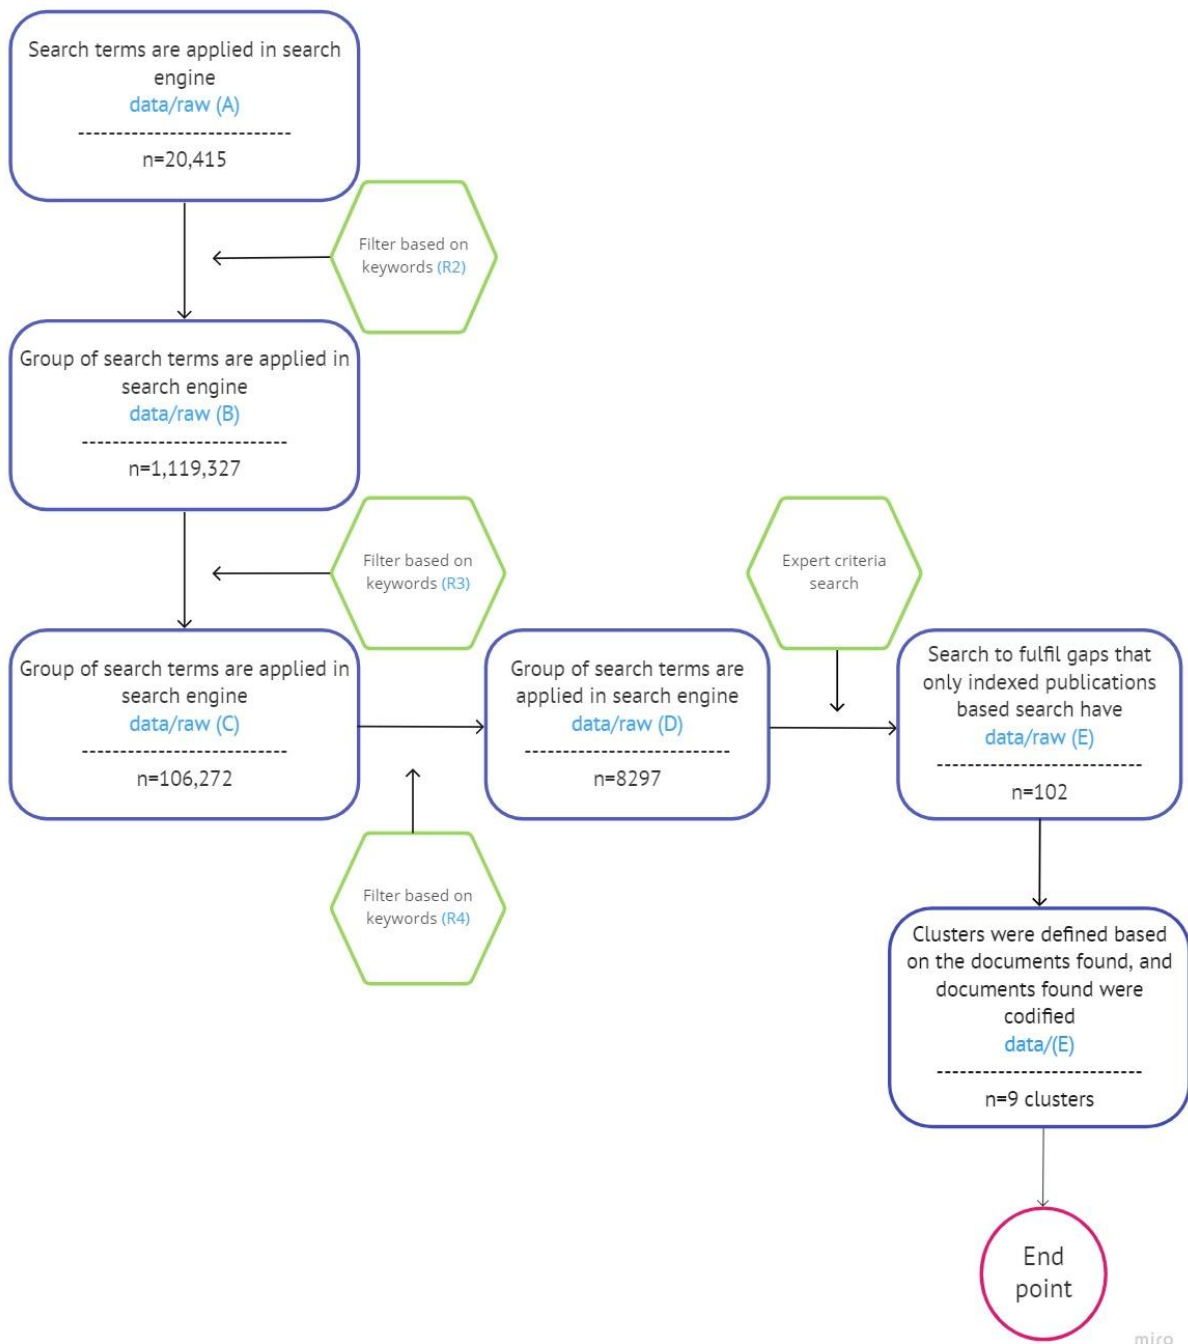 Search terms are applied in search
engine
data/raw (A)
----------------------------
n=20,415
Filter based on
keywords (R2)
Group of search terms are applied in
search engine
data/raw (B)
---------------------------
n=1,119,327
Filter based on
keywords (R3)
Expert criteria
search
Group of search terms are applied in
search engine
data/raw (C)
---------------------------
n=106,272
Group of search terms are
applied in search engine
data/raw (D)
---------------------------
n=8297
Search to fulfil gaps that
only indexed publications
based search have
data/raw (E)
---------------------------
n=102
Filter based on
keywords (R4)
Clusters were defined based
on the documents found, and
documents found were
codified
data/(E)
---------------------------
n=9 clusters
End
point
miro